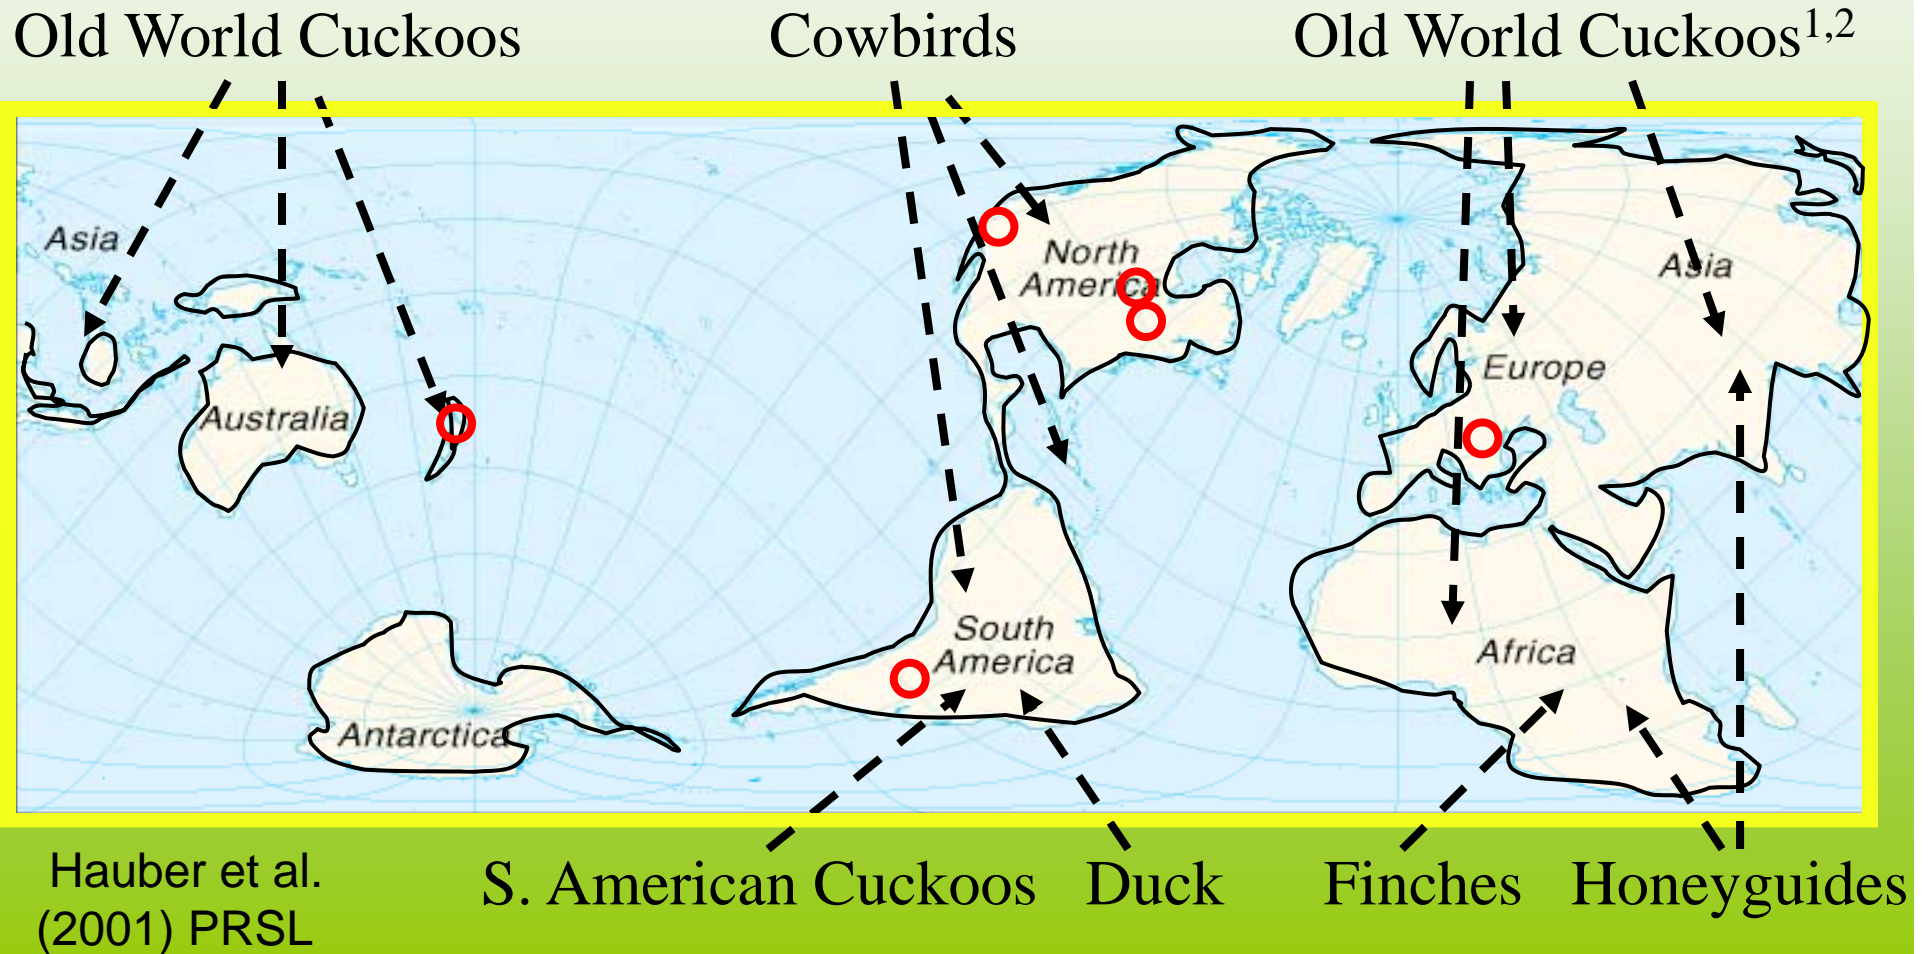 Old World Cuckoos
Cowbirds
Old World Cuckoos1,2
Asia
North
America
Asia
Europe
Australia
South
America
Africa
Antarctica
Hauber et al.
(2001) PRSL
S. American Cuckoos
Duck
Finches
Honeyguides